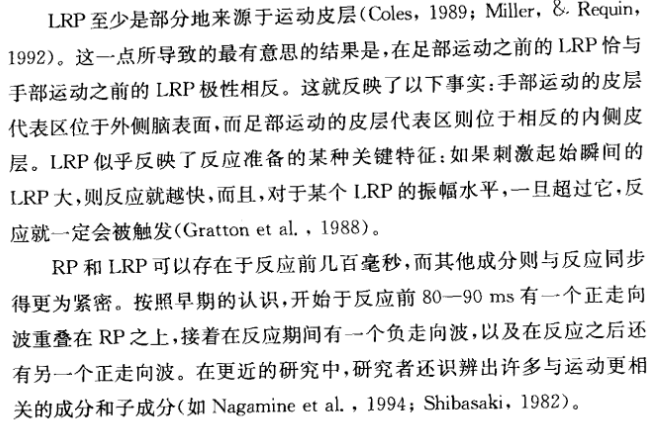 LRP 至少是部分地来源于运动皮层(Coles, 1989; Miller, & Requin,
1992)。这一点所导致的最有意思的结果是,在足部运动之前的 LRP 恰与
手部运动之前的 LRP 极性相反。这就反映了以下事实:手部运动的皮层
代表区位于外侧脑表面,而足部运动的皮层代表区则位于相反的内侧皮
层。LRP 似乎反映了反应准备的某种关键特征:如果刺激起始瞬间的
LRP 大,则反应就越快,而且,对于某个 LRP 的振幅水平,一旦超过它,反
应就一定会被触发(Gratton et al. , 1988)。
RP 和 LRP 可以存在于反应前几百毫秒,而其他成分则与反应同步
得更为紧密。按照早期的认识,开始于反应前 80—90 ms 有一个正走向
波重叠在 RP 之上,接着在反应期间有一个负走向波,以及在反应之后还
有另一个正走向波。在更近的研究中,研究者还识辨出许多与运动更相
关的成分和子成分(如 Nagamine et al. , 1994; Shibasaki, 1982)。